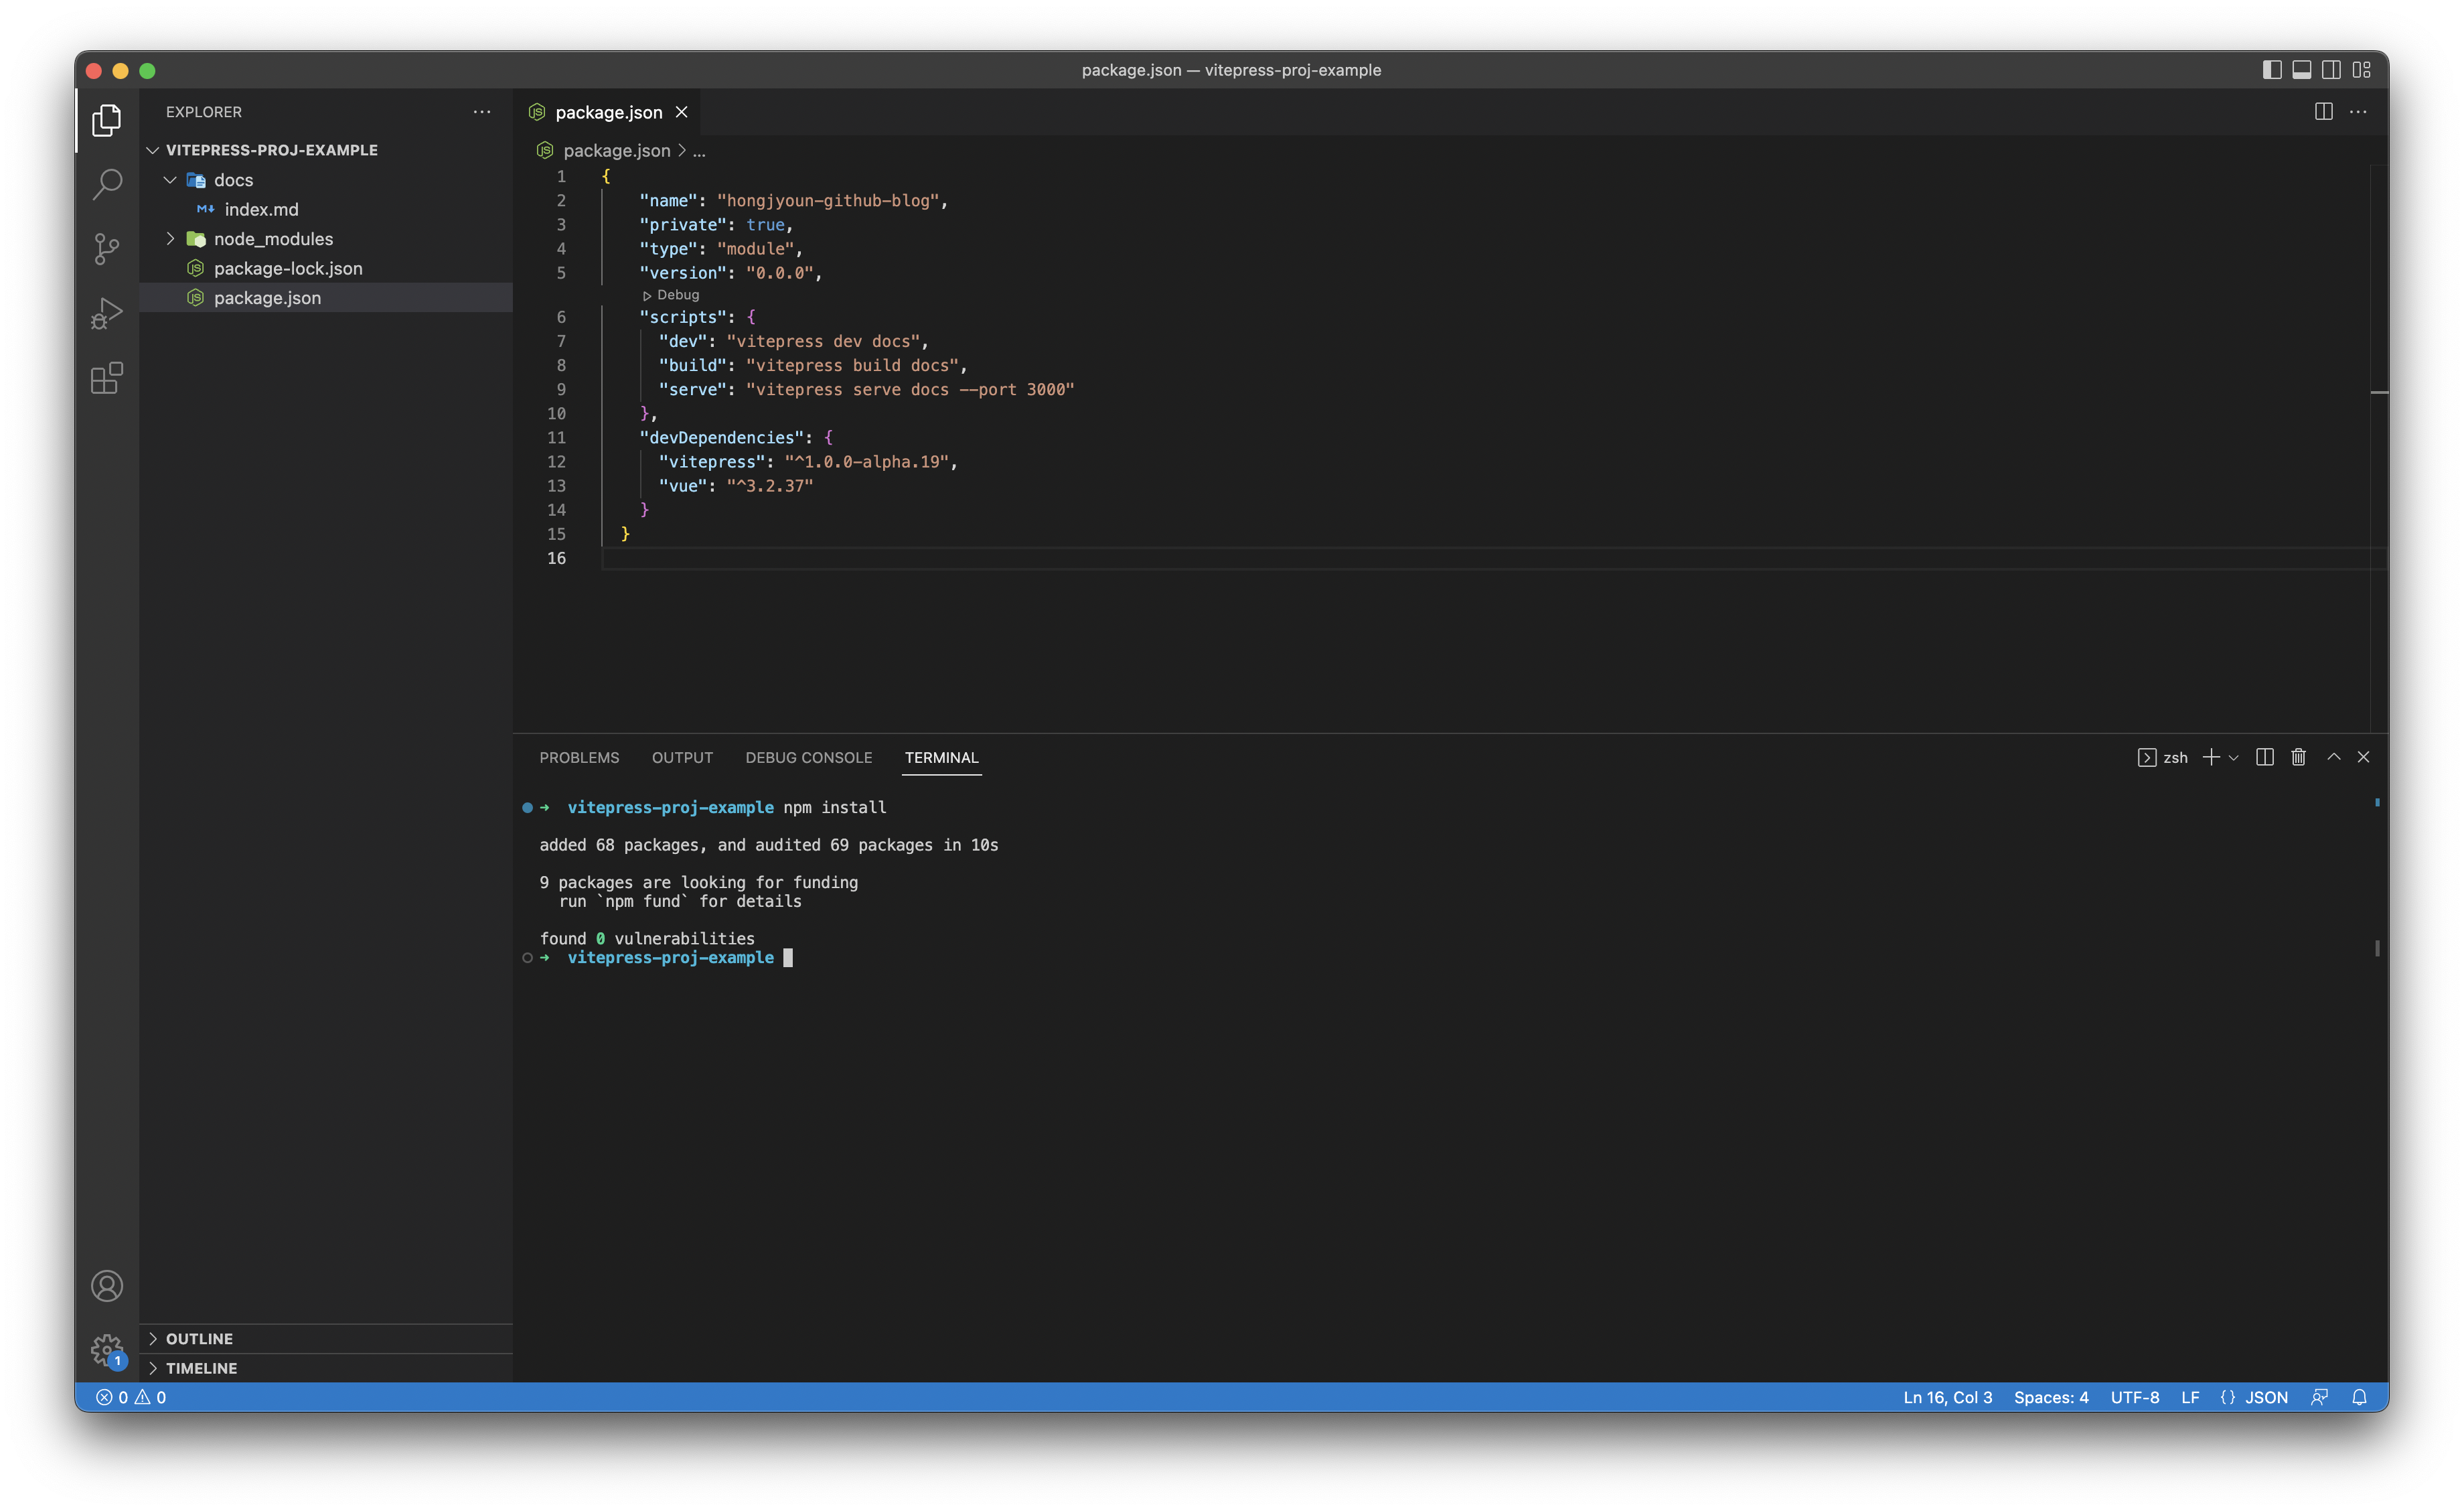 package.json — vitepress-proj-example
EXPLORER
VITEPRESS-PROJ-EXAMPLE
docs
index.md
node_modules
package-lock.json
package.json
package.json
package.json > ...
1 {
2 "name": "hongjyoun-github-blog",
3 "private": true,
4 "type": "module",
5 "version": "0.0.0",
Debug
6 "scripts": {
7 "dev": "vitepress dev docs",
8 "build": "vitepress build docs",
9 "serve": "vitepress serve docs --port 3000"
10 },
11 "devDependencies": {
12 "vitepress": "^1.0.0-alpha.19",
13 "vue": "^3.2.37"
14 }
15 }
16
PROBLEMS OUTPUT DEBUG CONSOLE TERMINAL
zsh
➜ vitepress-proj-example npm install
added 68 packages, and audited 69 packages in 10s
9 packages are looking for funding
run `npm fund` for details
found 0 vulnerabilities
➜ vitepress-proj-example
OUTLINE
1
TIMELINE
0 0
Ln 16, Col 3 Spaces: 4 UTF-8 LF {} JSON